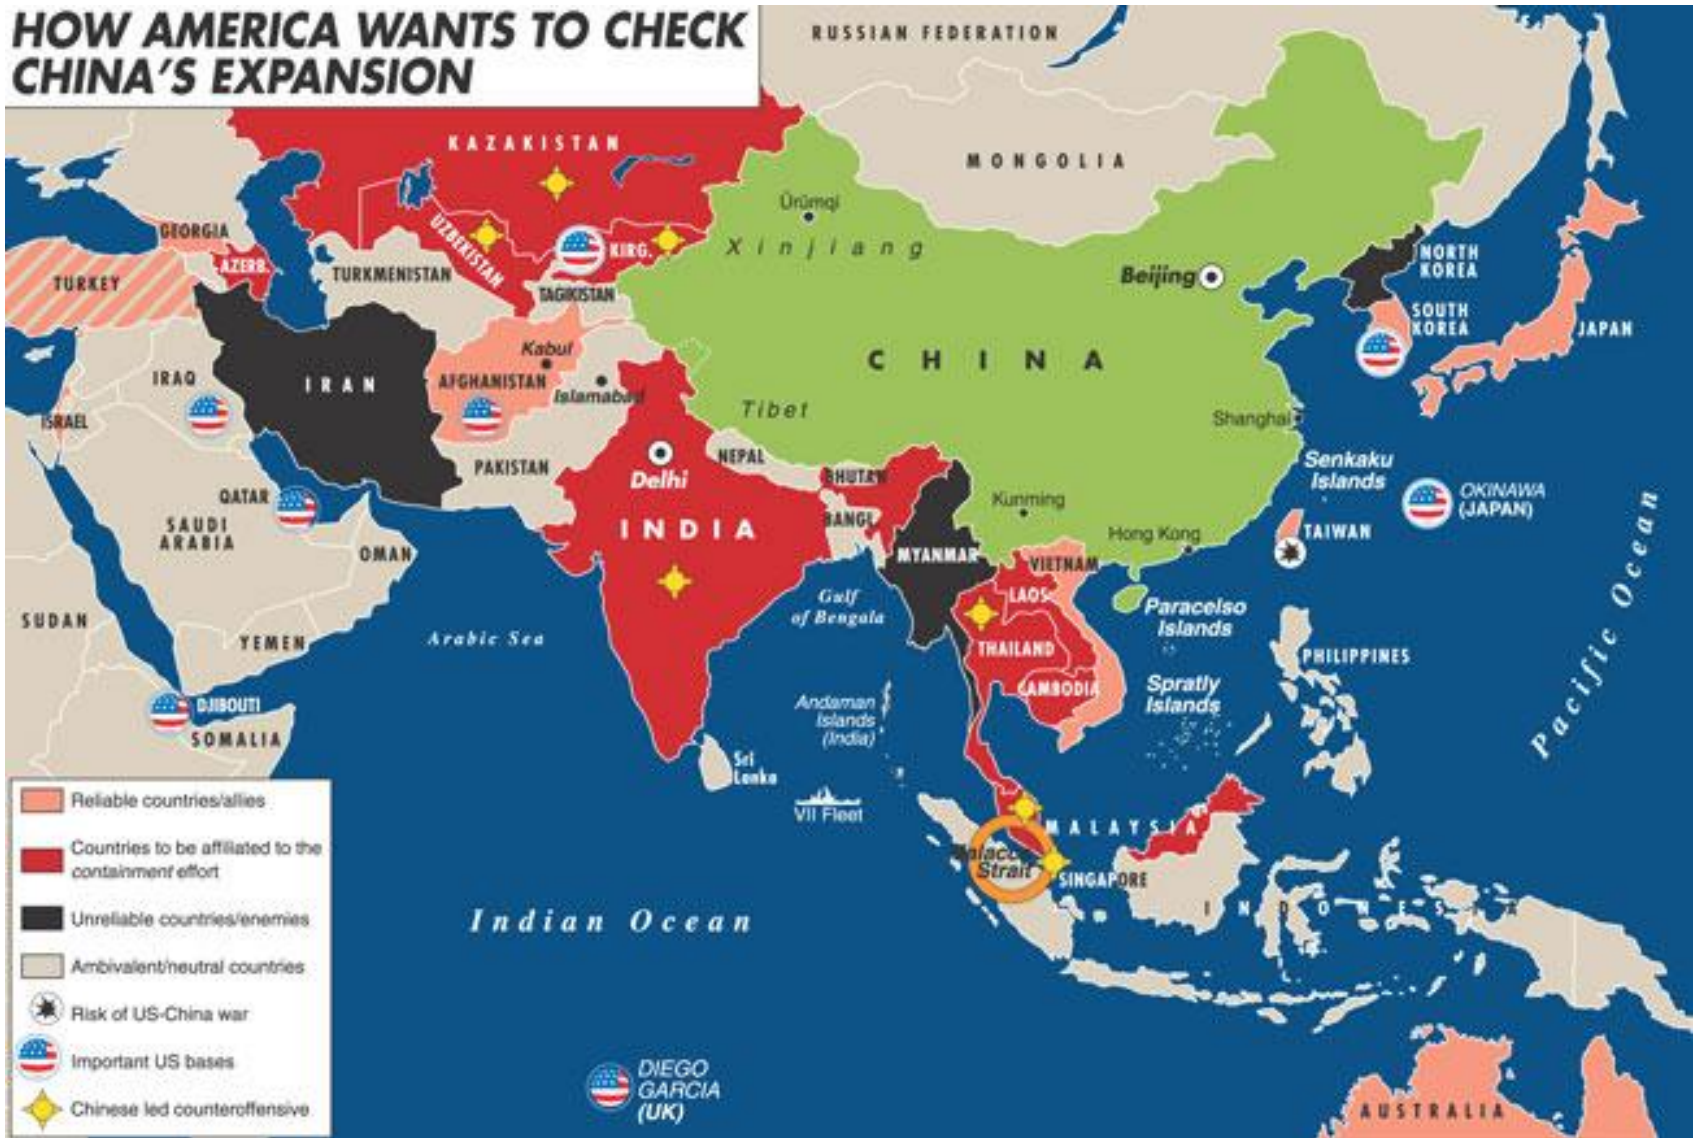 HOW AMERICA WANTS TO CHECK
CHINA'S EXPANSION
RUSSIAN FEDERATION
KAZAKISTAN
MONGOLIA
Ürümqi
Xinjiang
GEORGIA
UZBEKISTAN
KIRG.
AZERB.
TURKEY
TURKMENISTAN
TAGIKISTAN
Beijing
NORTH
KOREA
SOUTH
KOREA
JAPAN
CHINA
Kabul
IRAQ
IRAN
AFGHANISTAN
Islamabad
Tibet
Shanghai
ISRAEL
PAKISTAN
NEPAL
Delhi
BHUTAN
Senkaku
Islands
OKINAWA
(JAPAN)
QATAR
SAUDI
ARABIA
INDIA
BANGL.
Kunming
Hong Kong
TAIWAN
OMAN
MYANMAR
VIETNAM
LAOS
SUDAN
YEMEN
Arabic Sea
Gulf
of Bengala
Paracelso
Islands
THAILAND
PHILIPPINES
CAMBODIA
Spratly
Islands
Pacific Ocean
DJIBOUTI
SOMALIA
Andaman
Islands
(India)
Sri
Lanka
VII Fleet
MALAYSIA
Malacca
Strait
SINGAPORE
INDONESIA
Indian Ocean
DIEGO
GARCIA
(UK)
AUSTRALIA
Reliable countries/allies
Countries to be affiliated to the
containment effort
Unreliable countries/enemies
Ambivalent/neutral countries
Risk of US-China war
Important US bases
Chinese led counteroffensive